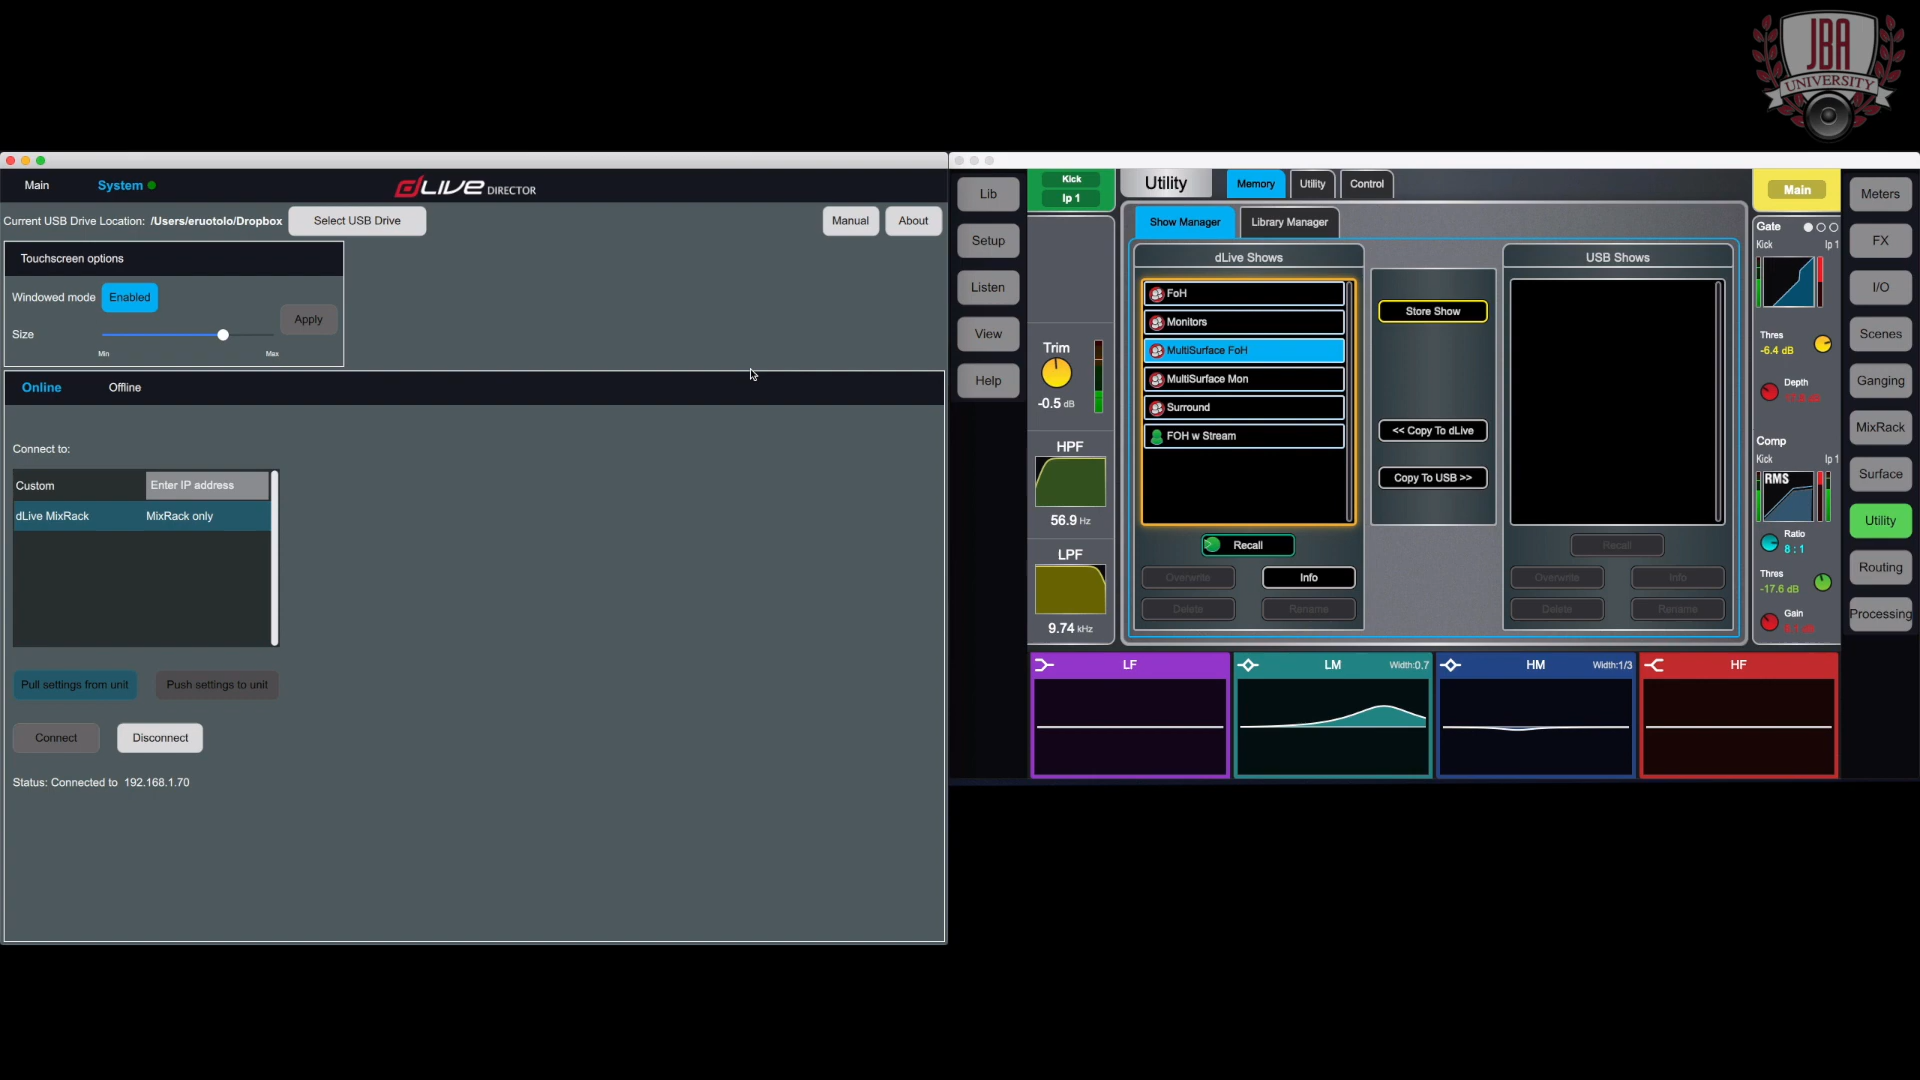 JBA
UNIVERSITY
Main
System
dLIVE DIRECTOR
Current USB Drive Location: /Users/eruotolo/Dropbox
Select USB Drive
Manual
About
Touchscreen options
Windowed mode
Enabled
Size
Apply
Min
Max
Online
Offline
Connect to:
Custom
Enter IP address
dLive MixRack
MixRack only
Pull settings from unit
Push settings to unit
Connect
Disconnect
Status: Connected to 192.168.1.70
Lib
Setup
Listen
View
Help
Kick
Ip 1
Trim
-0.5 dB
HPF
56.9 Hz
LPF
9.74 kHz
Utility
Memory
Utility
Control
Show Manager
Library Manager
dLive Shows
FoH
Monitors
MultiSurface FoH
MultiSurface Mon
Surround
FOH w Stream
Recall
Overwrite
Info
Delete
Rename
Store Show
<< Copy To dLive
Copy To USB >>
USB Shows
Recall
Overwrite
Info
Delete
Rename
Main
Gate
Kick
Ip 1
Thres
-6.4 dB
Depth
Comp
Kick
Ip 1
RMS
Ratio
8 : 1
Thres
-17.6 dB
Gain
Meters
FX
I/O
Scenes
Ganging
MixRack
Surface
Utility
Routing
Processing
LF
LM
Width:0.7
HM
Width:1/3
HF